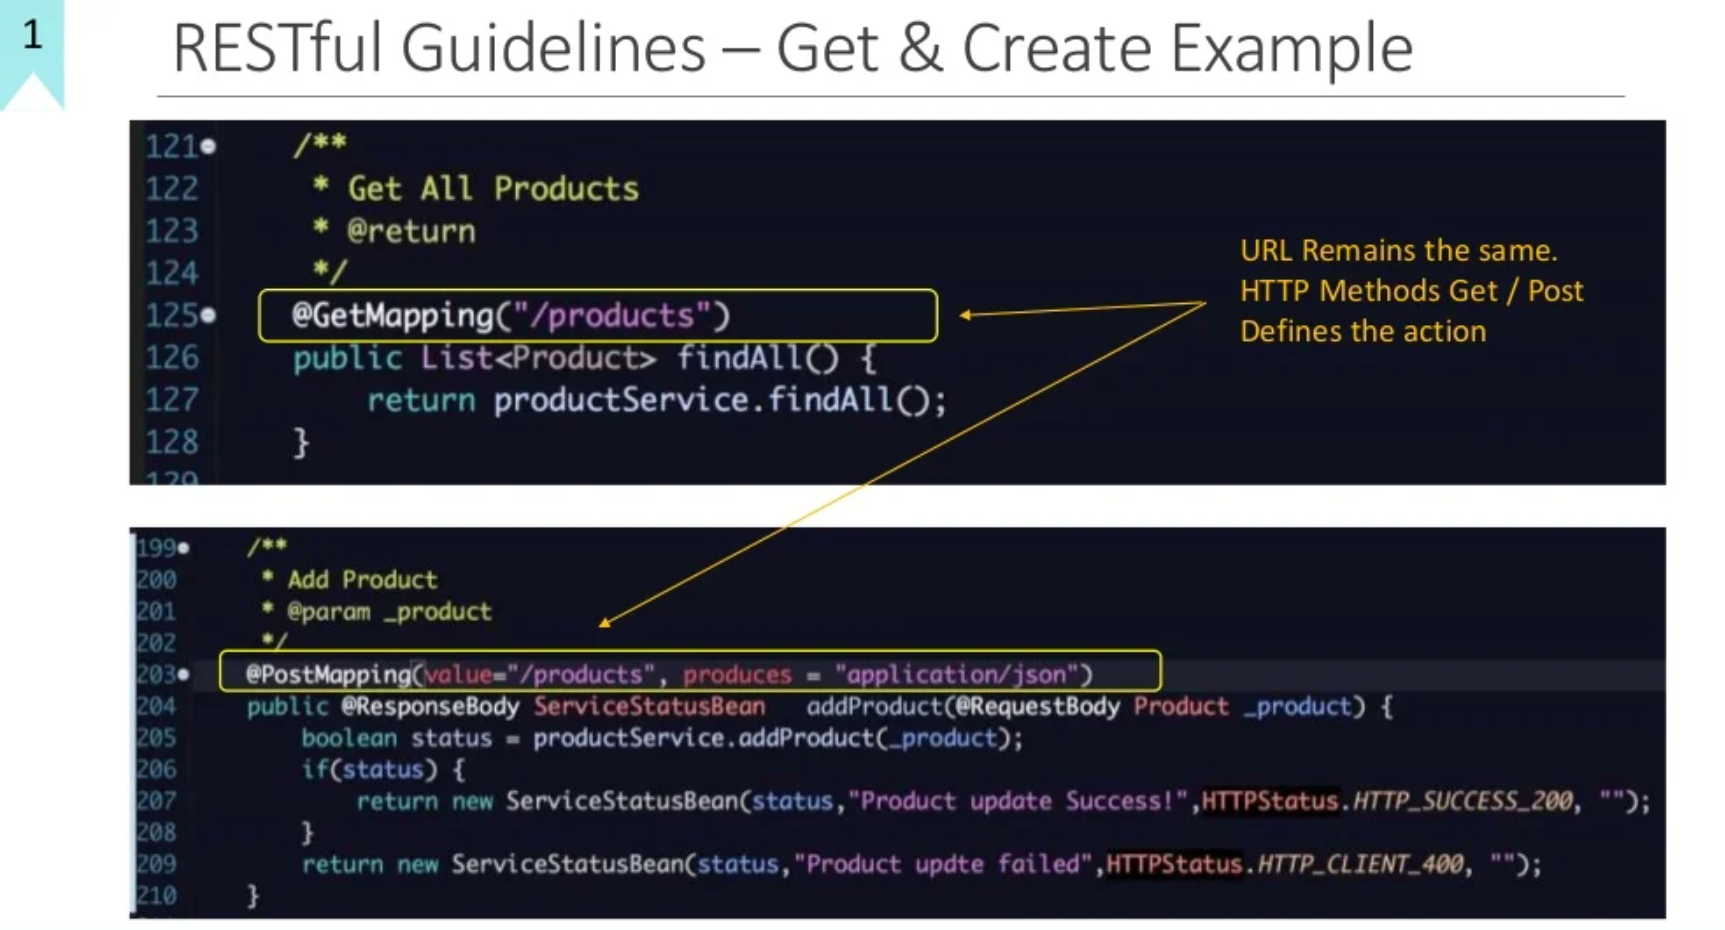 1
RESTful Guidelines – Get & Create Example
121 /**
122 * Get All Products
123 * @return
124 */
125 @GetMapping("/products")
126 public List<Product> findAll() {
127 return productService.findAll();
128 }
129
URL Remains the same.
HTTP Methods Get / Post
Defines the action
199 /**
200 * Add Product
201 * @param _product
202 */
203 @PostMapping(value="/products", produces = "application/json")
204 public @ResponseBody ServiceStatusBean addProduct(@RequestBody Product _product) {
205 boolean status = productService.addProduct(_product);
206 if(status) {
207 return new ServiceStatusBean(status,"Product update Success!",HTTPStatus.HTTP_SUCCESS_200, "");
208 }
209 return new ServiceStatusBean(status,"Product updte failed",HTTPStatus.HTTP_CLIENT_400, "");
210 }